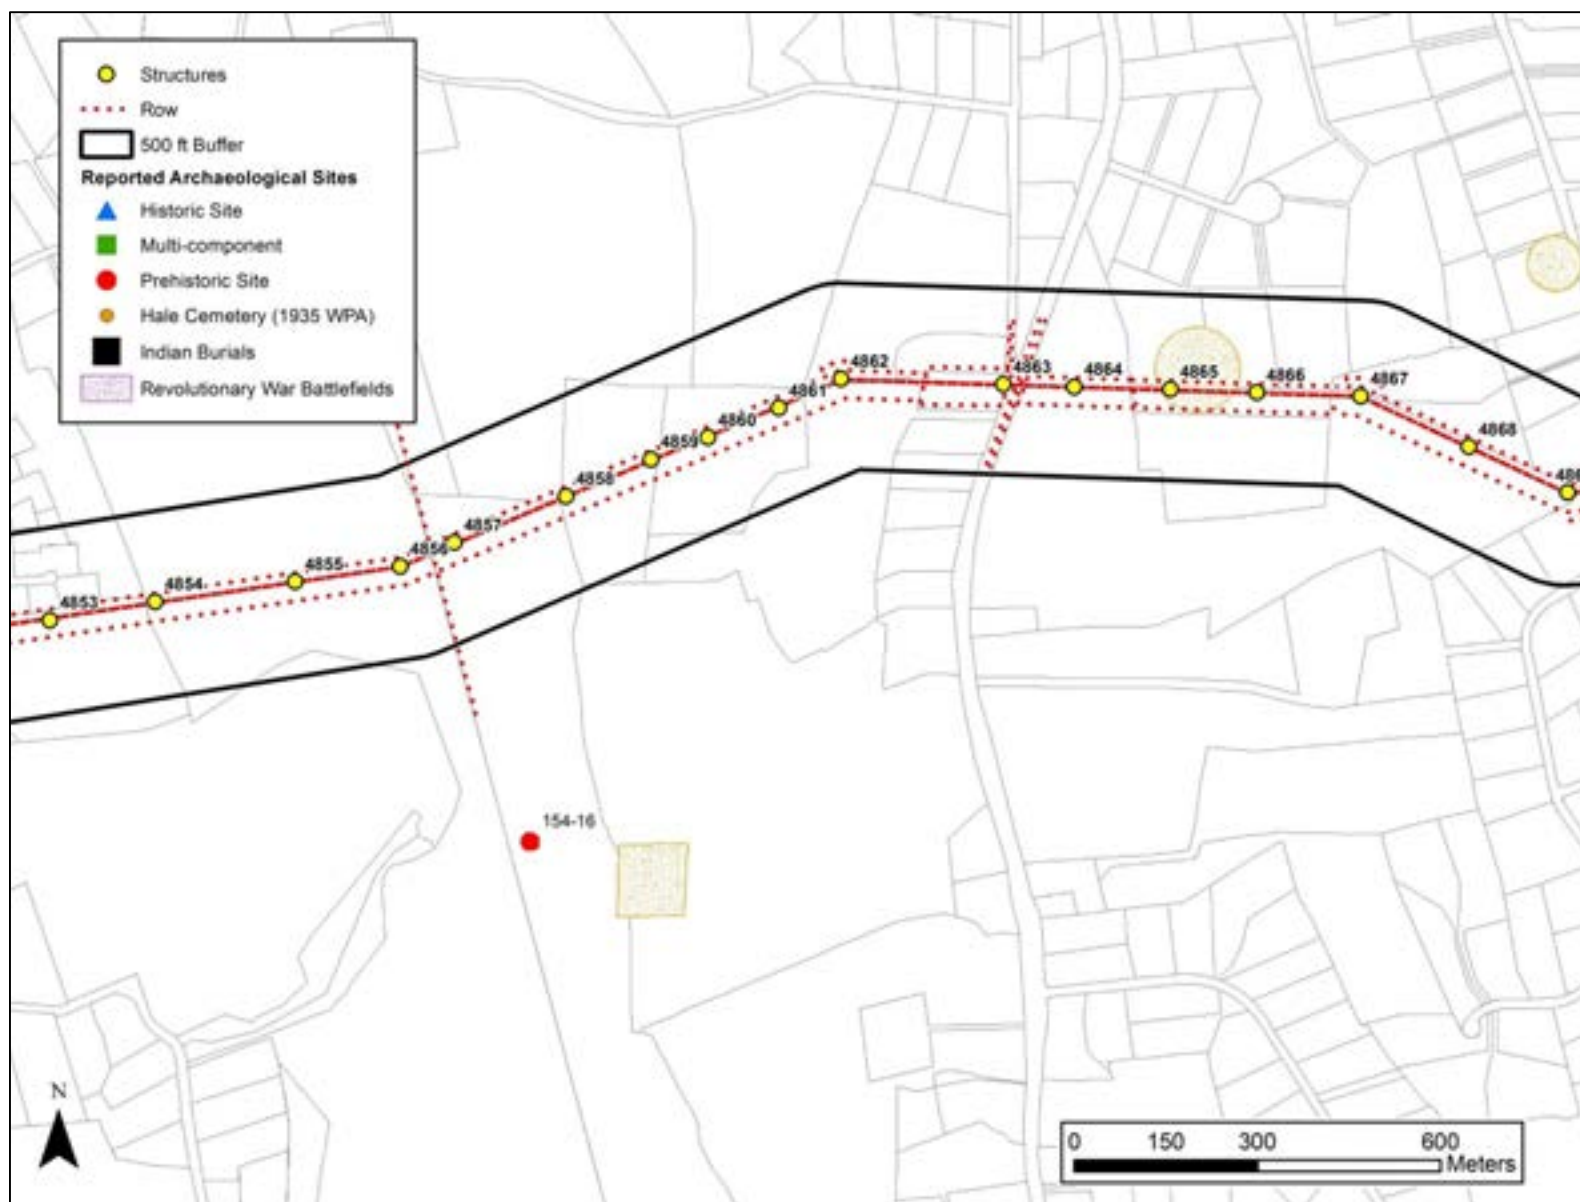 Structures
Row
500 ft Buffer
Reported Archaeological Sites
Historic Site
Multi-component
Prehistoric Site
Hale Cemetery (1935 WPA)
Indian Burials
Revolutionary War Battlefields
4862
4863
4864
4865
4866
4867
4861
4860
4868
4859
4858
486
4857
4856
4855
4854
4853
154-16
N
0 150 300 600
Meters